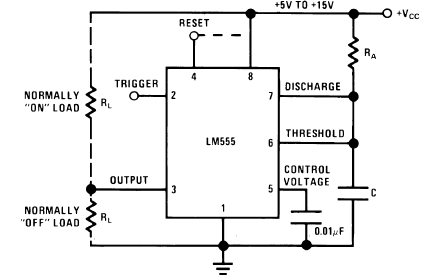 +5V TO +15V
+VCC
RESET
RA
4
8
TRIGGER
2
7
DISCHARGE
NORMALLY
"ON" LOAD
RL
LM555
6
THRESHOLD
OUTPUT
3
5
CONTROL
VOLTAGE
C
NORMALLY
"OFF" LOAD
RL
1
0.01µF